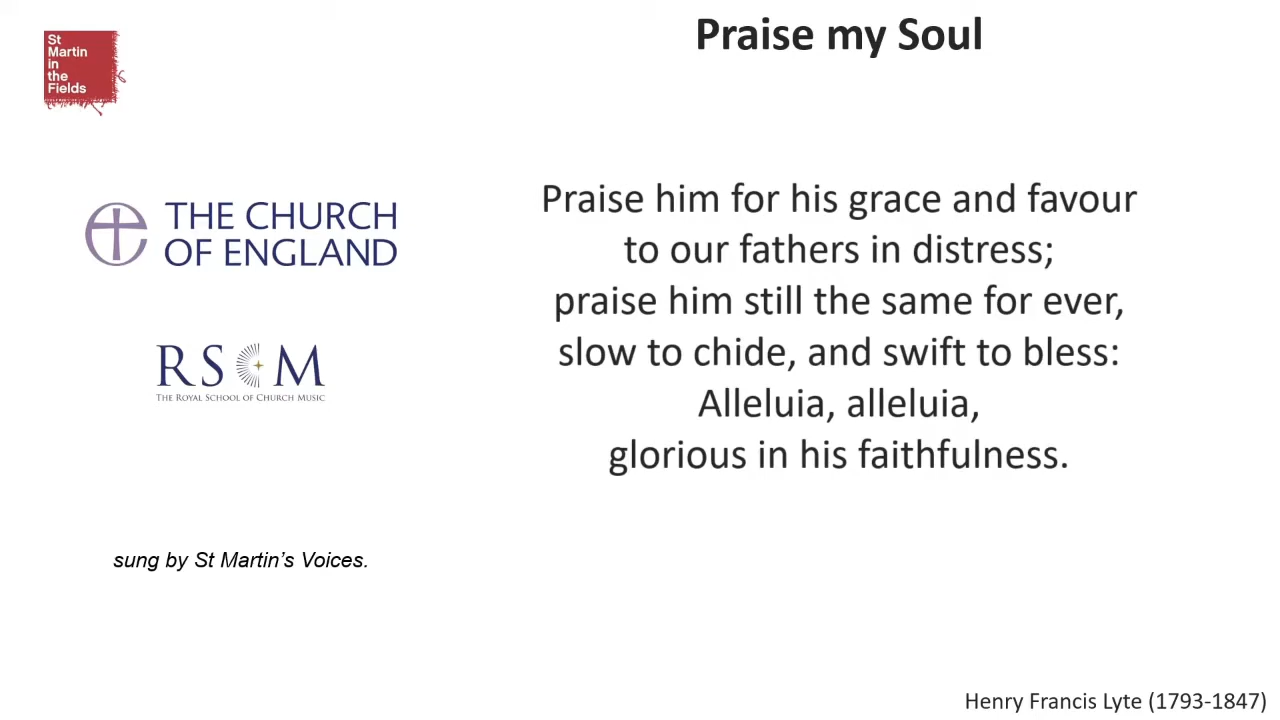 St
Martin
in
the
Fields
Praise my Soul
THE CHURCH
OF ENGLAND
RSCM
THE ROYAL SCHOOL OF CHURCH MUSIC
sung by St Martin’s Voices.
Praise him for his grace and favour
to our fathers in distress;
praise him still the same for ever,
slow to chide, and swift to bless:
Alleluia, alleluia,
glorious in his faithfulness.
Henry Francis Lyte (1793-1847)